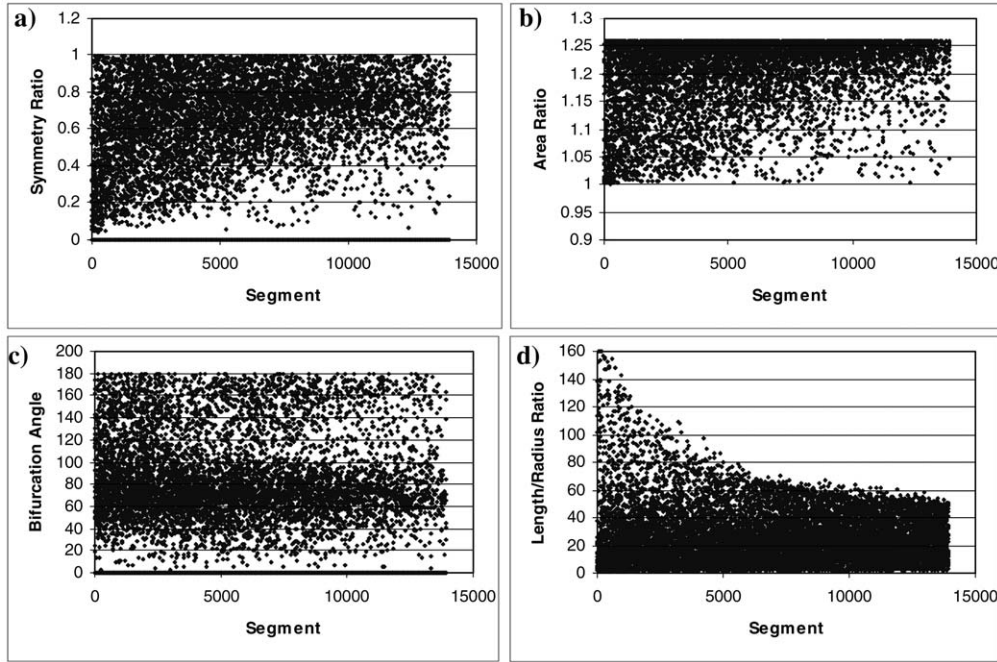 a)
1.2
1
0.8
0.6
0.4
0.2
0
Symmetry Ratio
0 5000 10000 15000
Segment
b)
1.3
1.25
1.2
1.15
1.1
1.05
1
0.95
0.9
Area Ratio
0 5000 10000 15000
Segment
c)
200
180
160
140
120
100
80
60
40
20
0
Bifurcation Angle
0 5000 10000 15000
Segment
d)
160
140
120
100
80
60
40
20
0
Length/Radius Ratio
0 5000 10000 15000
Segment